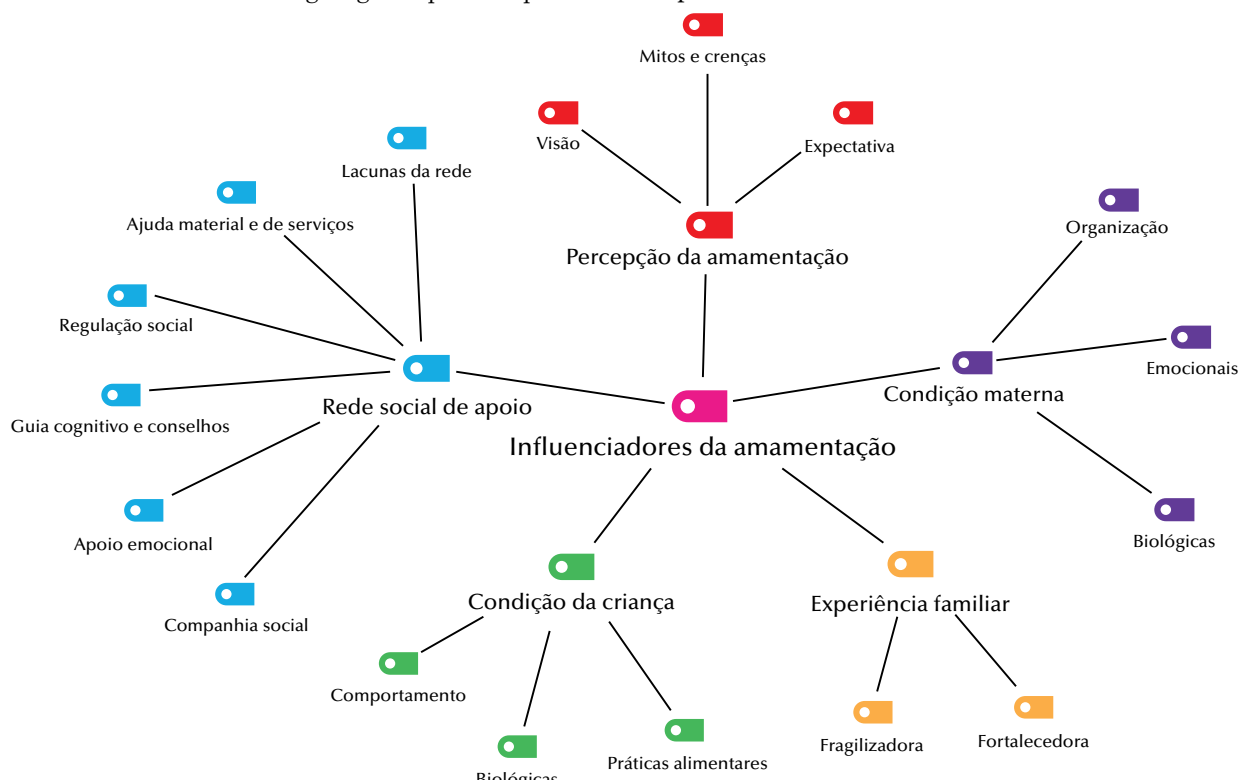 Mitos e crenças
Visão
Expectativa
Lacunas da rede
Ajuda material e de serviços
Organização
Percepção da amamentação
Regulação social
Emocionais
Rede social de apoio
Condição materna
Guia cognitivo e conselhos
Influenciadores da amamentação
Apoio emocional
Biológicas
Condição da criança
Experiência familiar
Companhia social
Comportamento
Fragilizadora
Fortalecedora
Práticas alimentares
Biológicas